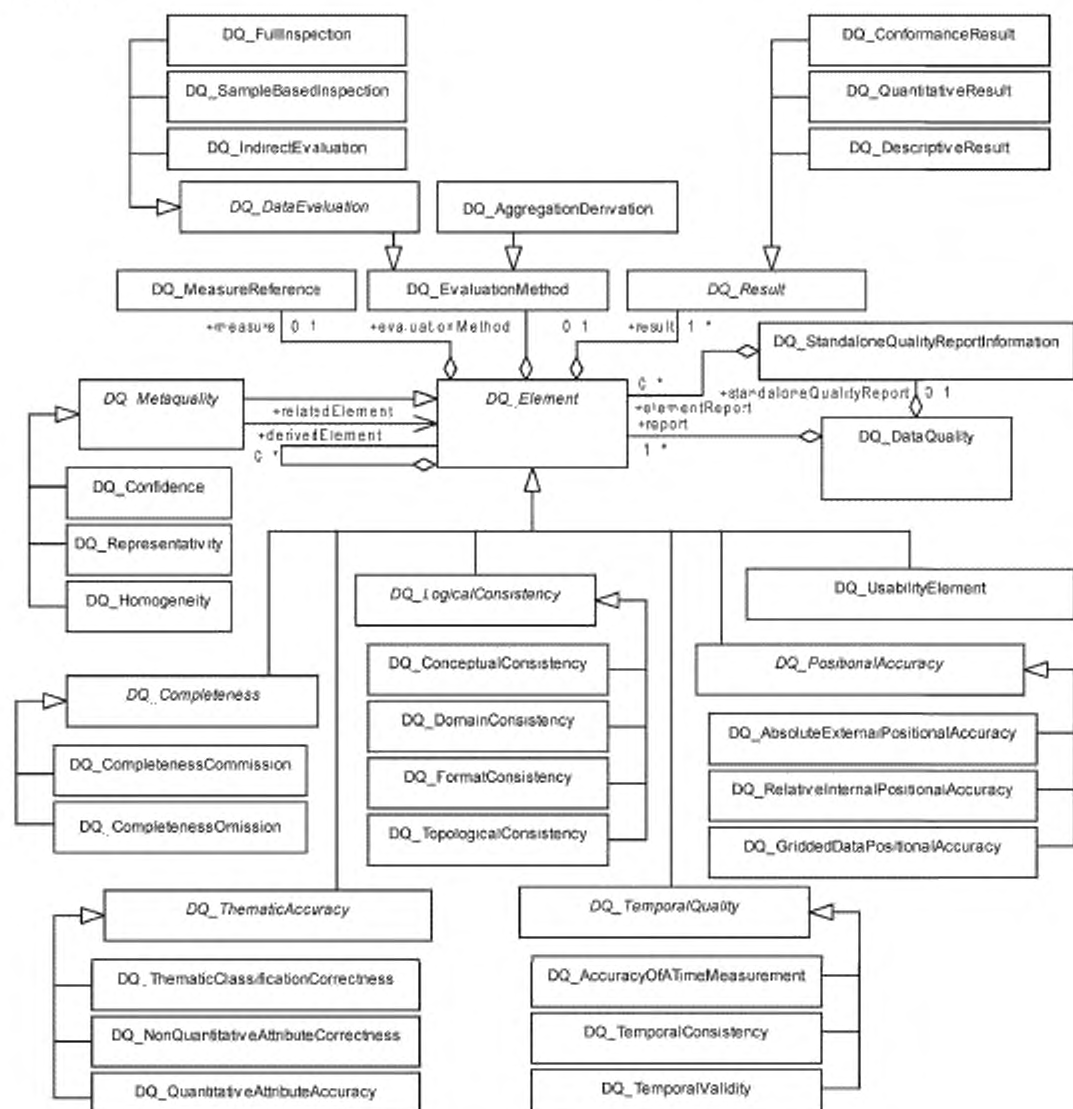 DQ_FullInspection
DQ_SampleBasedInspection
DQ_IndirectEvaluation
DQ_ConformanceResult
DQ_QuantitativeResult
DQ_DescriptiveResult
DQ_DataEvaluation
DQ_AggregationDerivation
DQ_MeasureReference
DQ_EvaluationMethod
DQ_Result
+measure 0 1
+evaluationMethod 0 1
+result 1 *
DQ_StandaloneQualityReportInformation
DQ_Metaquality
DQ_Element
0 *
+elementReport
+standaloneQualityReport 0 1
+relatedElement
+derivedElement
0 *
+report
1 *
DQ_DataQuality
DQ_Confidence
DQ_Representativity
DQ_Homogeneity
DQ_LogicalConsistency
DQ_UsabilityElement
DQ_ConceptualConsistency
DQ_DomainConsistency
DQ_FormatConsistency
DQ_TopologicalConsistency
DQ_PositionalAccuracy
DQ_AbsoluteExternalPositionalAccuracy
DQ_RelativeInternalPositionalAccuracy
DQ_GriddedDataPositionalAccuracy
DQ_Completeness
DQ_CompletenessCommission
DQ_CompletenessOmission
DQ_ThematicAccuracy
DQ_ThematicClassificationCorrectness
DQ_NonQuantitativeAttributeCorrectness
DQ_QuantitativeAttributeAccuracy
DQ_TemporalQuality
DQ_AccuracyOfATimeMeasurement
DQ_TemporalConsistency
DQ_TemporalValidity